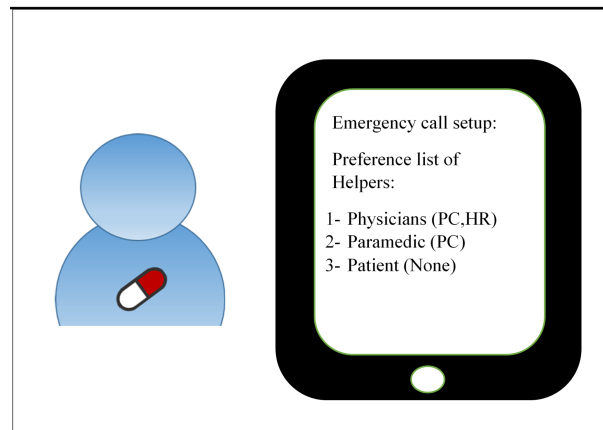 Emergency call setup:
Preference list of
Helpers:
1- Physicians (PC,HR)
2- Paramedic (PC)
3- Patient (None)